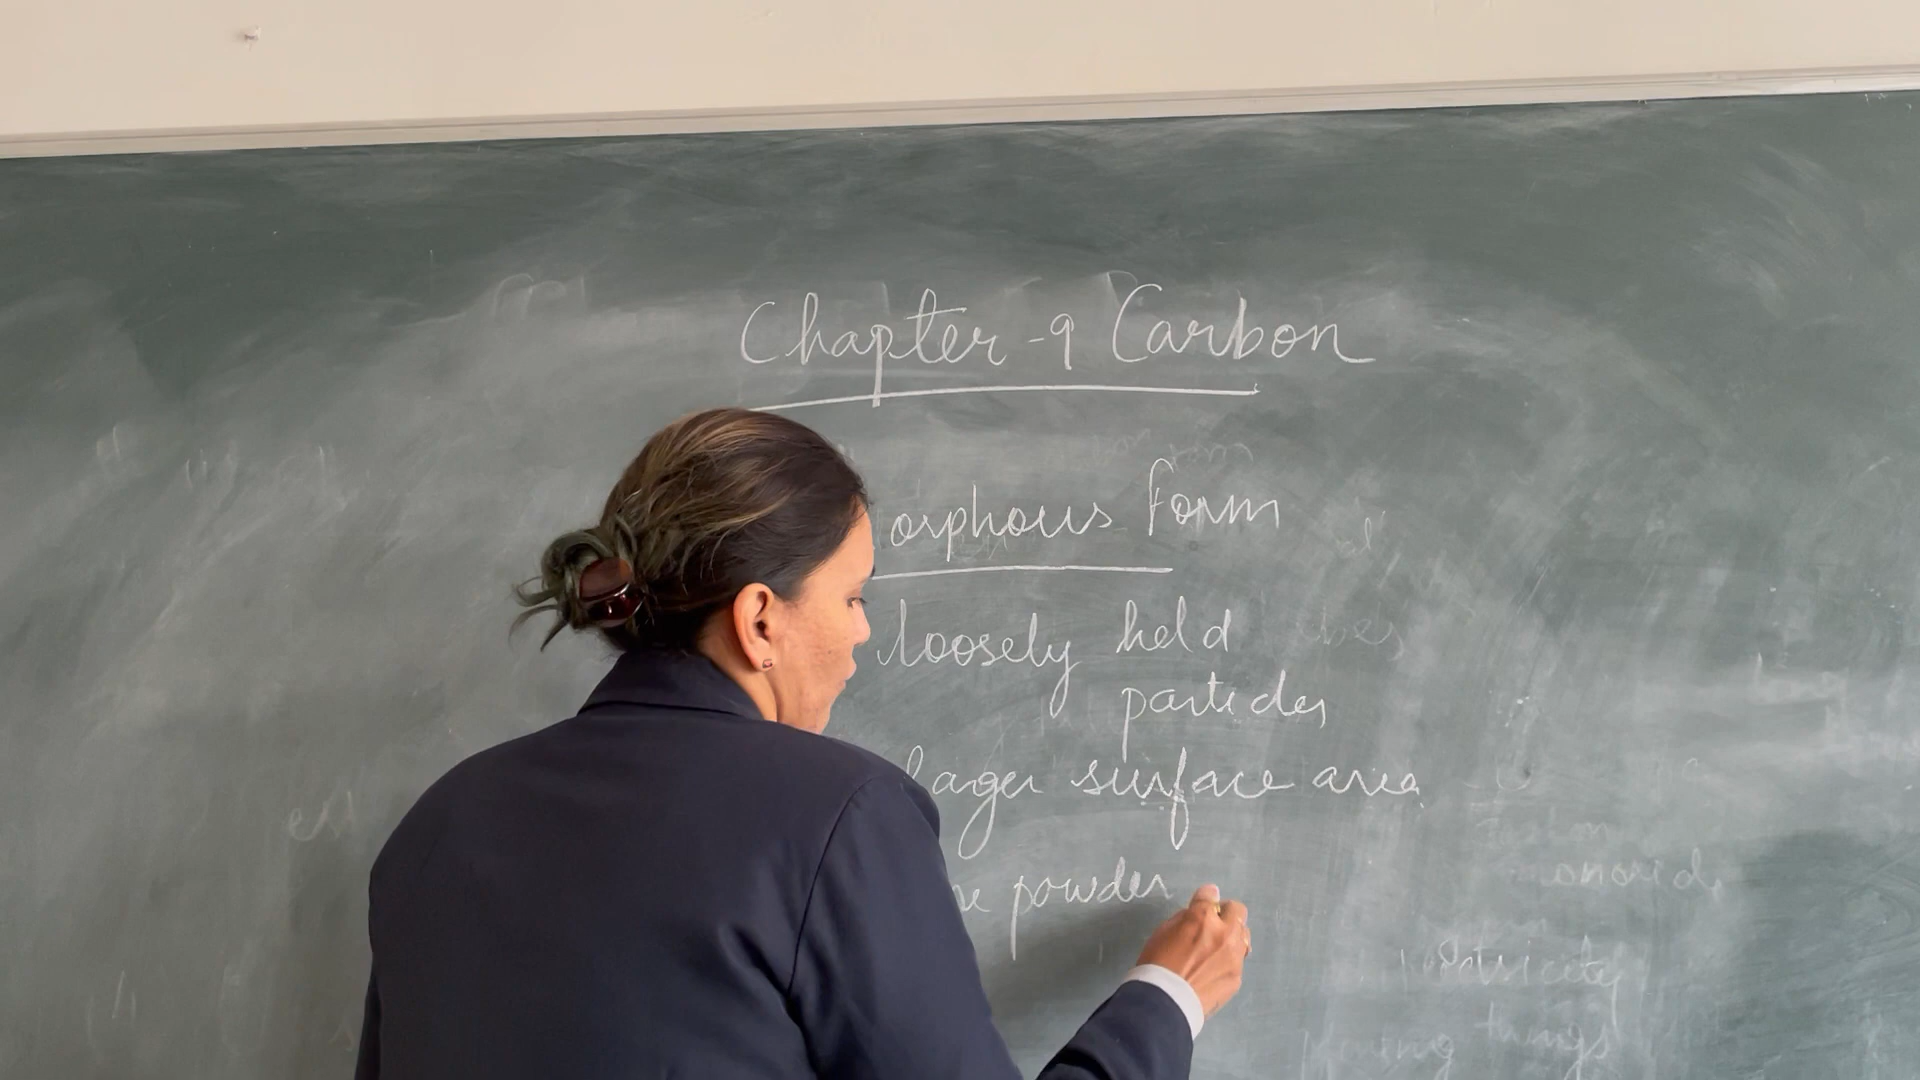 Chapter-9 Carbon
orphous form
loosely held
particles
lager surface area
powder